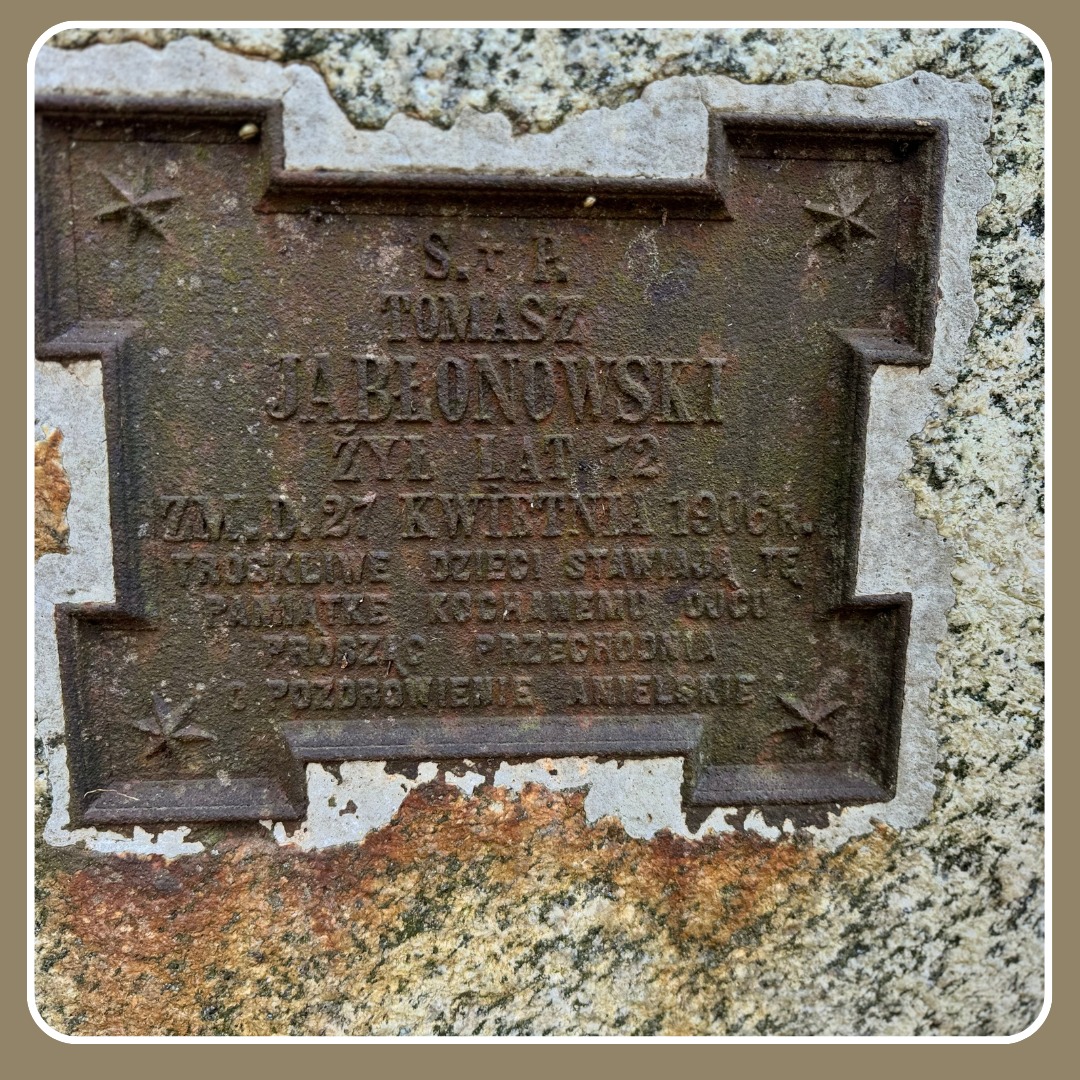 Ś. + P.
TOMASZ
JABŁONOWSKI
ŻYŁ LAT 72
ZM. D. 27 KWIETNIA 1906 R.
TROSKLIWE DZIECI STAWIAJĄ TĘ
PAMIĄTKĘ KOCHANEMU OJCU
PROSZĄC PRZECHODNIA
O POZDROWIENIE ANIELSKIE